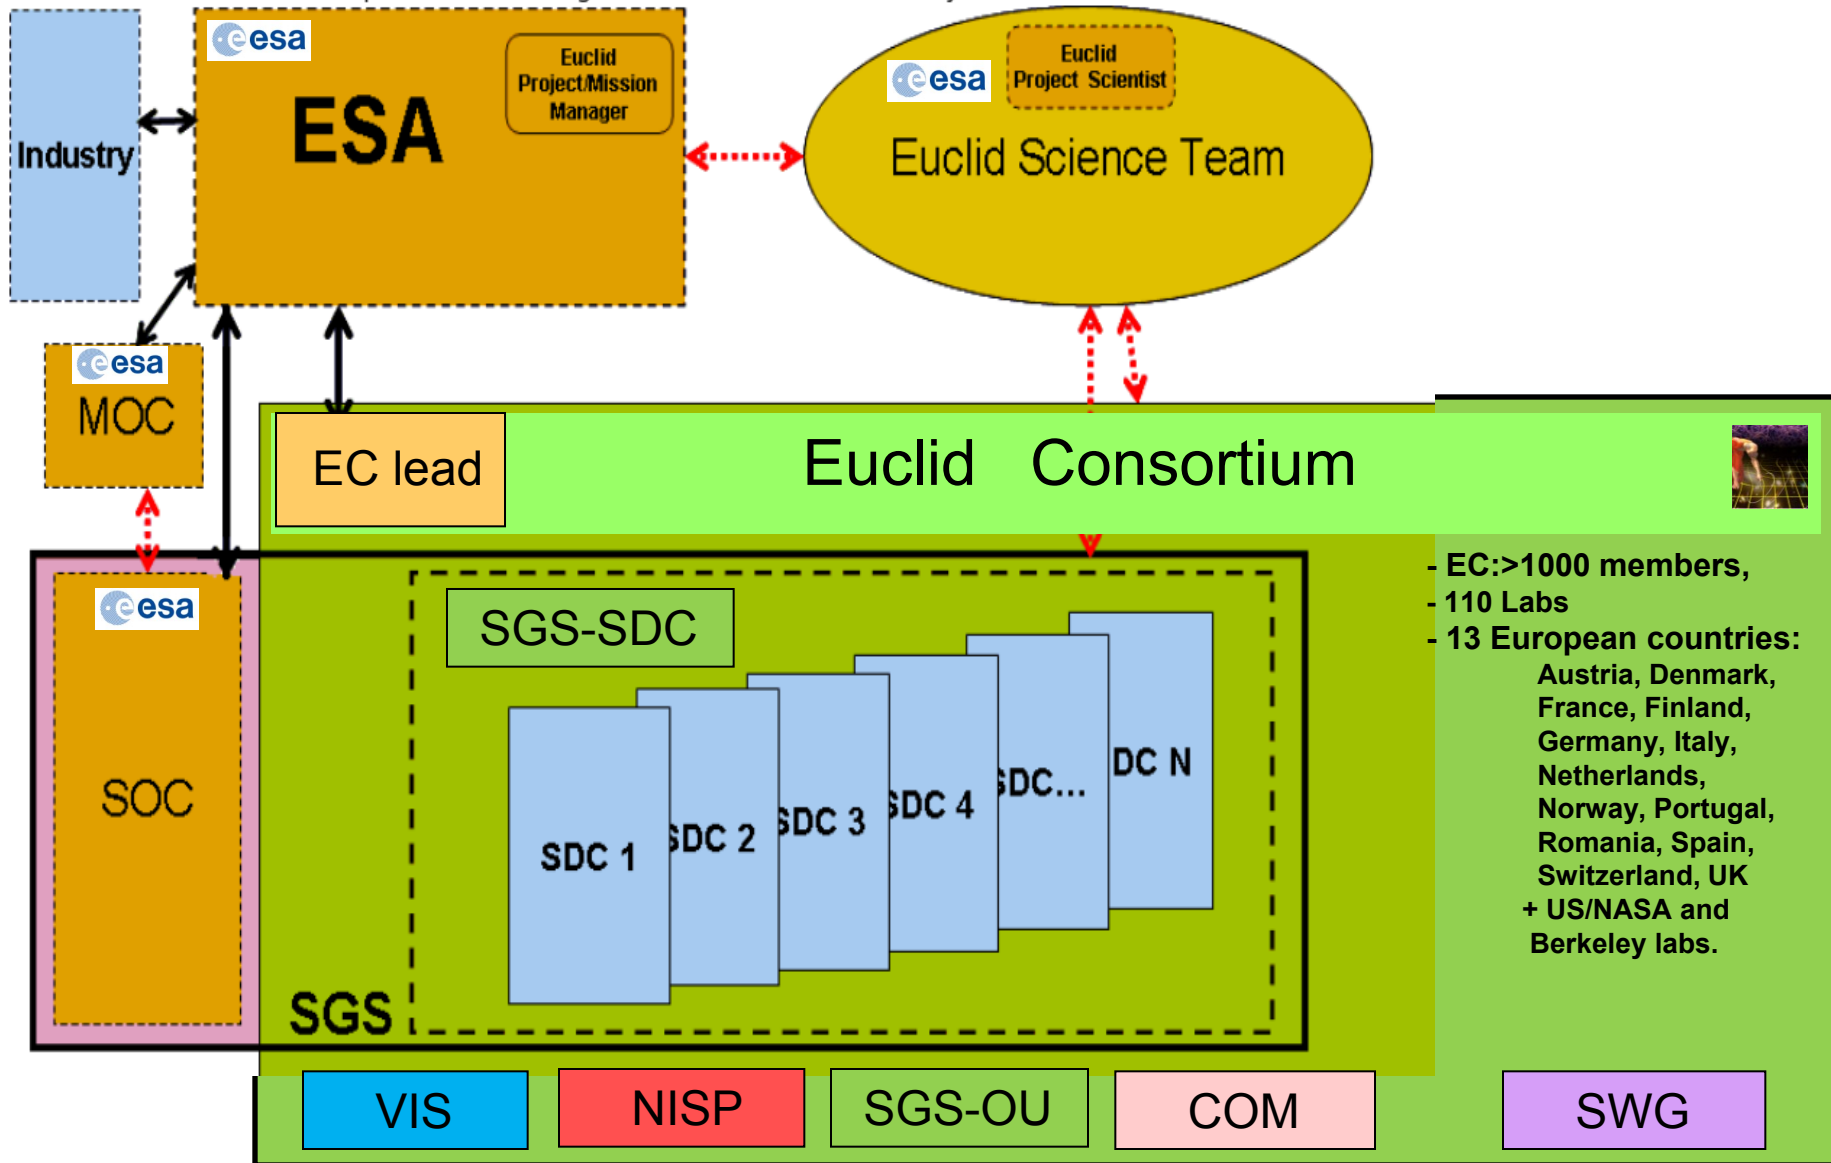 esa
Euclid
Project/Mission
Manager
ESA
Industry
esa
Euclid
Project Scientist
Euclid Science Team
esa
MOC
EC lead
Euclid Consortium
esa
SOC
SGS-SDC
SDC 1
SDC 2
SDC 3
SDC 4
SDC...
DC N
SGS
- EC:>1000 members,
- 110 Labs
- 13 European countries:
Austria, Denmark,
France, Finland,
Germany, Italy,
Netherlands,
Norway, Portugal,
Romania, Spain,
Switzerland, UK
+ US/NASA and
Berkeley labs.
VIS
NISP
SGS-OU
COM
SWG